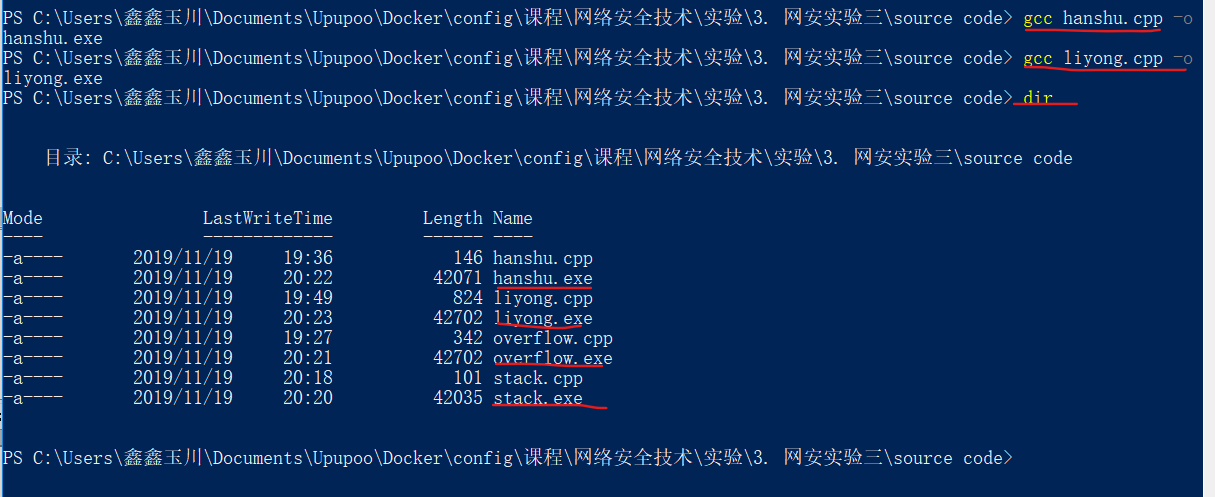 PS C:\Users\鑫鑫玉川\Documents\Upupoo\Docker\config\课程\网络安全技术\实验\3. 网安实验三\source code> gcc hanshu.cpp -o
hanshu.exe
PS C:\Users\鑫鑫玉川\Documents\Upupoo\Docker\config\课程\网络安全技术\实验\3. 网安实验三\source code> gcc liyong.cpp -o
liyong.exe
PS C:\Users\鑫鑫玉川\Documents\Upupoo\Docker\config\课程\网络安全技术\实验\3. 网安实验三\source code> dir
目录: C:\Users\鑫鑫玉川\Documents\Upupoo\Docker\config\课程\网络安全技术\实验\3. 网安实验三\source code
Mode LastWriteTime Length Name
---- ------------- ------ ----
-a---- 2019/11/19 19:36 146 hanshu.cpp
-a---- 2019/11/19 20:22 42071 hanshu.exe
-a---- 2019/11/19 19:49 824 liyong.cpp
-a---- 2019/11/19 20:23 42702 liyong.exe
-a---- 2019/11/19 19:27 342 overflow.cpp
-a---- 2019/11/19 20:21 42702 overflow.exe
-a---- 2019/11/19 20:18 101 stack.cpp
-a---- 2019/11/19 20:20 42035 stack.exe
PS C:\Users\鑫鑫玉川\Documents\Upupoo\Docker\config\课程\网络安全技术\实验\3. 网安实验三\source code>